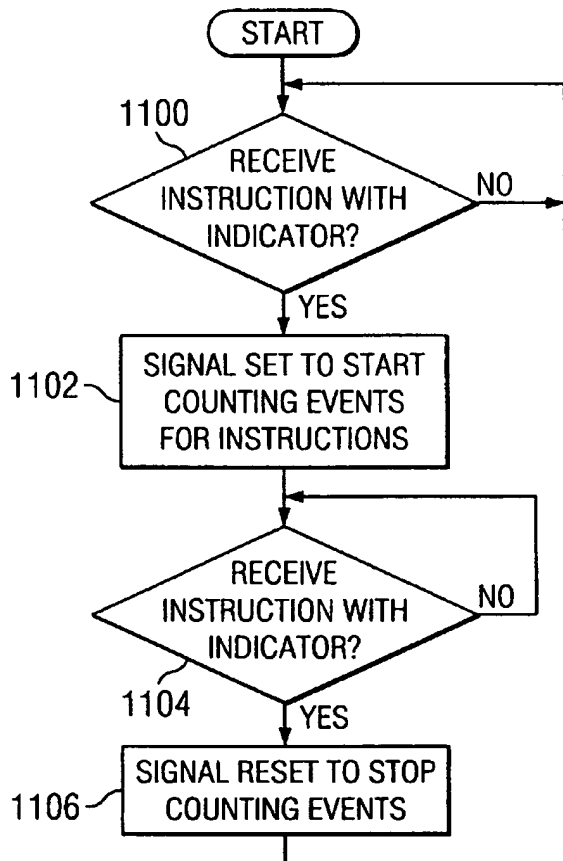 START
1100
RECEIVE
INSTRUCTION WITH
INDICATOR?
NO
YES
1102
SIGNAL SET TO START
COUNTING EVENTS
FOR INSTRUCTIONS
RECEIVE
INSTRUCTION WITH
INDICATOR?
NO
1104
YES
1106
SIGNAL RESET TO STOP
COUNTING EVENTS